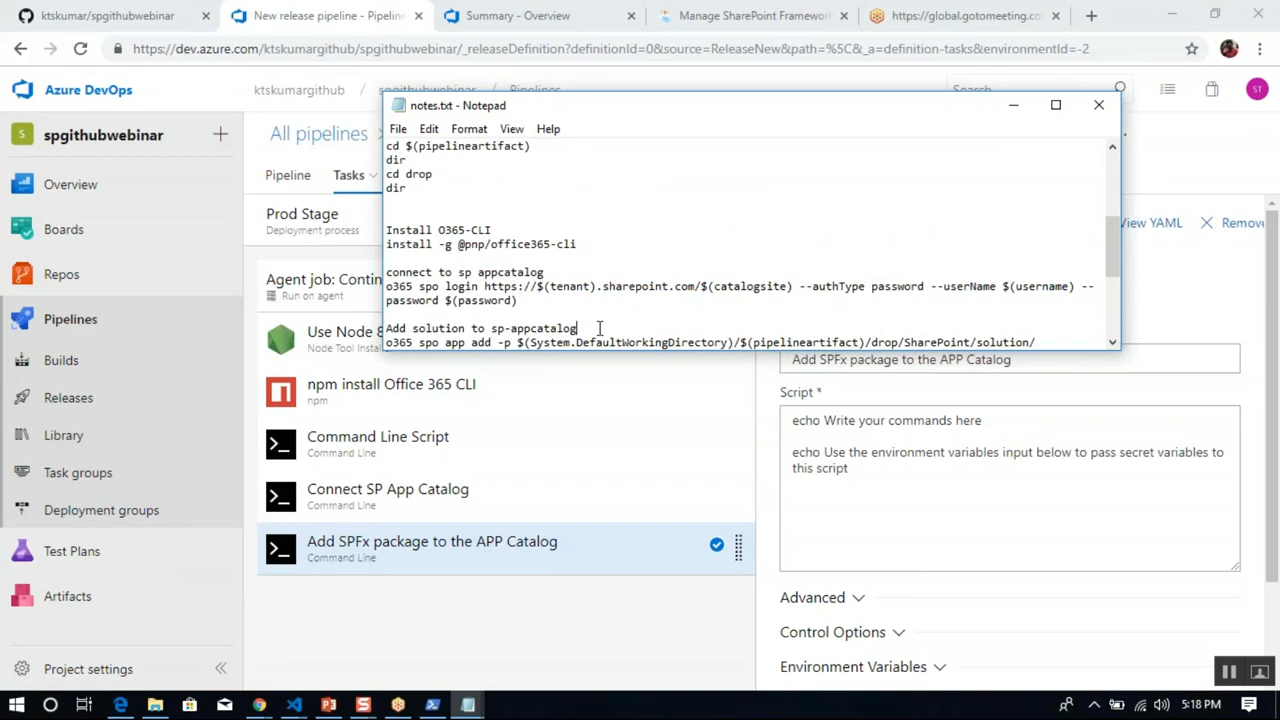 ktskumar/spgithubwebinar
New release pipeline - Pipeline
Summary - Overview
Manage SharePoint Framework
https://global.gotomeeting.com
https://dev.azure.com/ktskumargithub/spgithubwebinar/_releaseDefinition?definitionId=0&source=ReleaseNew&path=%5C&_a=definition-tasks&environmentId=-2
Azure DevOps
ktskumargithub
spgithubwebinar
Pipelines
Search
ST
S
spgithubwebinar
Overview
Boards
Repos
Pipelines
Builds
Releases
Library
Task groups
Deployment groups
Test Plans
Artifacts
Project settings
All pipelines
Pipeline
Tasks
Prod Stage
Deployment process
View YAML
Remove
Agent job: Contin
Run on agent
Use Node 8
Node Tool Install
npm install Office 365 CLI
npm
Command Line Script
Command Line
Connect SP App Catalog
Command Line
Add SPFx package to the APP Catalog
Command Line
notes.txt - Notepad
File Edit Format View Help
cd $(pipelineartifact)
dir
cd drop
dir
Install O365-CLI
install -g @pnp/office365-cli
connect to sp appcatalog
o365 spo login https://$(tenant).sharepoint.com/$(catalogsite) --authType password --userName $(username) --
password $(password)
Add solution to sp-appcatalog
o365 spo app add -p $(System.DefaultWorkingDirectory)/$(pipelineartifact)/drop/SharePoint/solution/
Add SPFx package to the APP Catalog
Script *
echo Write your commands here
echo Use the environment variables input below to pass secret variables to
this script
Advanced
Control Options
Environment Variables
5:18 PM